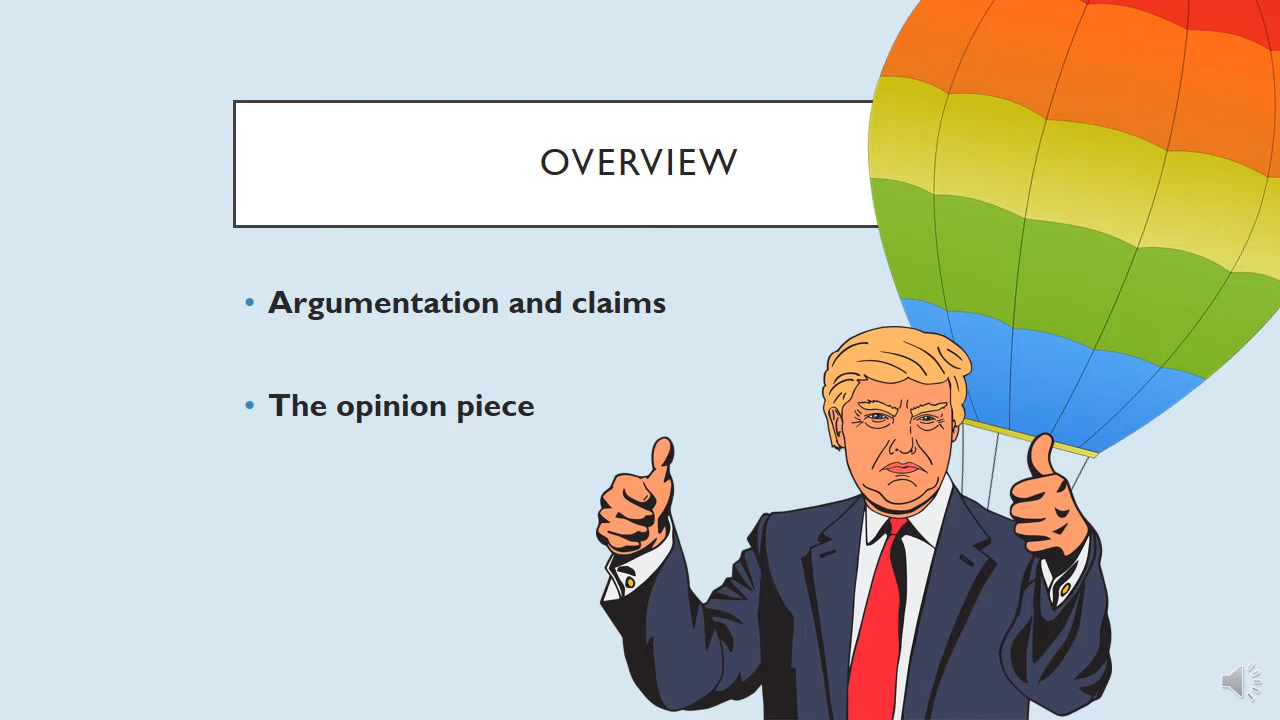 OVERVIEW
• Argumentation and claims
• The opinion piece